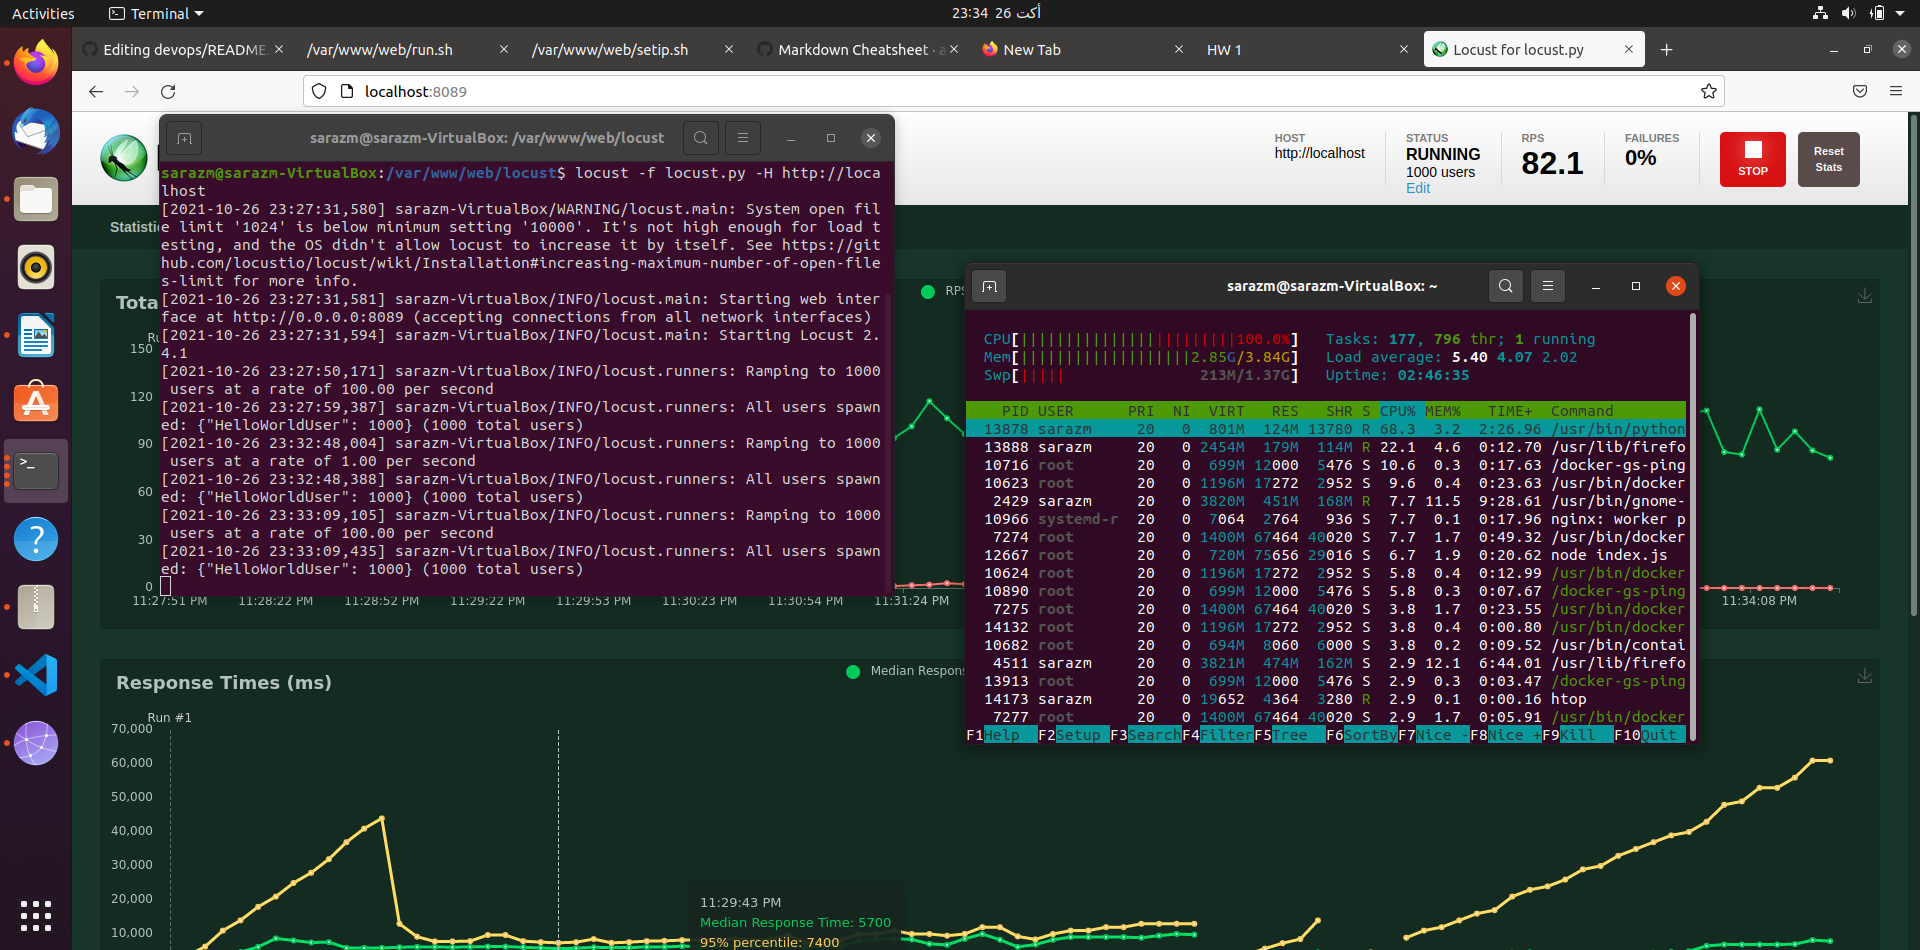 Activities
Terminal
23:34 26 أكت
Editing devops/README.
/var/www/web/run.sh
/var/www/web/setip.sh
Markdown Cheatsheet · a
New Tab
HW 1
Locust for locust.py
localhost:8089
HOST
http://localhost
STATUS
RUNNING
1000 users
Edit
RPS
82.1
FAILURES
0%
STOP
Reset
Stats
Statistic
sarazm@sarazm-VirtualBox: /var/www/web/locust
sarazm@sarazm-VirtualBox:/var/www/web/locust$ locust -f locust.py -H http://loca
lhost
[2021-10-26 23:27:31,580] sarazm-VirtualBox/WARNING/locust.main: System open fil
e limit '1024' is below minimum setting '10000'. It's not high enough for load t
esting, and the OS didn't allow locust to increase it by itself. See https://git
hub.com/locustio/locust/wiki/Installation#increasing-maximum-number-of-open-file
s-limit for more info.
[2021-10-26 23:27:31,581] sarazm-VirtualBox/INFO/locust.main: Starting web inter
face at http://0.0.0.0:8089 (accepting connections from all network interfaces)
[2021-10-26 23:27:31,594] sarazm-VirtualBox/INFO/locust.main: Starting Locust 2.
4.1
[2021-10-26 23:27:50,171] sarazm-VirtualBox/INFO/locust.runners: Ramping to 1000
users at a rate of 100.00 per second
[2021-10-26 23:27:59,387] sarazm-VirtualBox/INFO/locust.runners: All users spawn
ed: {"HelloWorldUser": 1000} (1000 total users)
[2021-10-26 23:32:48,004] sarazm-VirtualBox/INFO/locust.runners: Ramping to 1000
users at a rate of 1.00 per second
[2021-10-26 23:32:48,388] sarazm-VirtualBox/INFO/locust.runners: All users spawn
ed: {"HelloWorldUser": 1000} (1000 total users)
[2021-10-26 23:33:09,105] sarazm-VirtualBox/INFO/locust.runners: Ramping to 1000
users at a rate of 100.00 per second
[2021-10-26 23:33:09,435] sarazm-VirtualBox/INFO/locust.runners: All users spawn
ed: {"HelloWorldUser": 1000} (1000 total users)
Tota
RPS
Ru
150
120
90
60
30
0
11:27:51 PM 11:28:22 PM 11:28:52 PM 11:29:22 PM 11:29:53 PM 11:30:23 PM 11:30:54 PM 11:31:24 PM 11:34:08 PM
sarazm@sarazm-VirtualBox: ~
CPU[100.0%] Tasks: 177, 796 thr; 1 running
Mem[2.85G/3.84G] Load average: 5.40 4.07 2.02
Swp[213M/1.37G] Uptime: 02:46:35
PID USER PRI NI VIRT RES SHR S CPU% MEM% TIME+ Command
13878 sarazm 20 0 801M 124M 13780 R 68.3 3.2 2:26.96 /usr/bin/python
13888 sarazm 20 0 2454M 179M 114M R 22.1 4.6 0:12.70 /usr/lib/firefo
10716 root 20 0 699M 12000 5476 S 10.6 0.3 0:17.63 /docker-gs-ping
10623 root 20 0 1196M 17272 2952 S 9.6 0.4 0:23.63 /usr/bin/docker
2429 sarazm 20 0 3820M 451M 168M R 7.7 11.5 9:28.61 /usr/bin/gnome-
10966 systemd-r 20 0 7064 2764 936 S 7.7 0.1 0:17.96 nginx: worker p
7274 root 20 0 1400M 67464 40020 S 7.7 1.7 0:49.32 /usr/bin/docker
12667 root 20 0 720M 75656 29016 S 6.7 1.9 0:20.62 node index.js
10624 root 20 0 1196M 17272 2952 S 5.8 0.4 0:12.99 /usr/bin/docker
10890 root 20 0 699M 12000 5476 S 5.8 0.3 0:07.67 /docker-gs-ping
7275 root 20 0 1400M 67464 40020 S 3.8 1.7 0:23.55 /usr/bin/docker
14132 root 20 0 1196M 17272 2952 S 3.8 0.4 0:00.80 /usr/bin/docker
10682 root 20 0 694M 8060 6000 S 3.8 0.2 0:09.52 /usr/bin/contai
4511 sarazm 20 0 3821M 474M 162M S 2.9 12.1 6:44.01 /usr/lib/firefo
13913 root 20 0 699M 12000 5476 S 2.9 0.3 0:03.47 /docker-gs-ping
14173 sarazm 20 0 19652 4364 3280 R 2.9 0.1 0:00.16 htop
7277 root 20 0 1400M 67464 40020 S 2.9 1.7 0:05.91 /usr/bin/docker
F1Help F2Setup F3SearchF4FilterF5Tree F6SortByF7Nice -F8Nice +F9Kill F10Quit
Response Times (ms)
Median Respon
Run #1
70,000
60,000
50,000
40,000
30,000
20,000
10,000
11:29:43 PM
Median Response Time: 5700
95% percentile: 7400